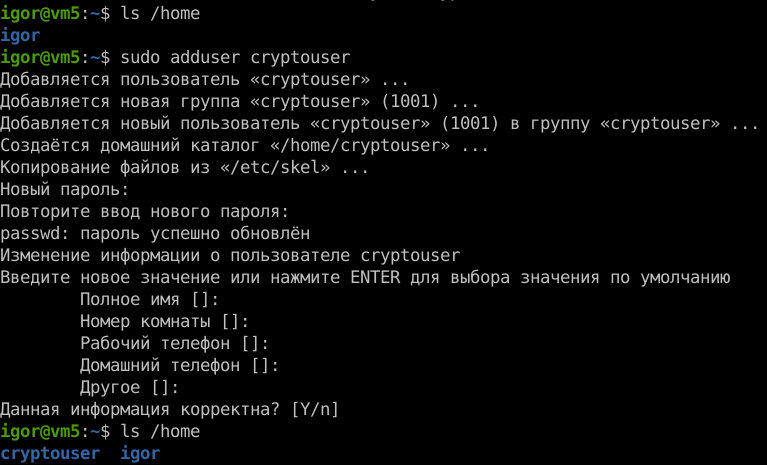 igor@vm5:~$ ls /home
igor
igor@vm5:~$ sudo adduser cryptouser
Добавляется пользователь «cryptouser» ...
Добавляется новая группа «cryptouser» (1001) ...
Добавляется новый пользователь «cryptouser» (1001) в группу «cryptouser» ...
Создаётся домашний каталог «/home/cryptouser» ...
Копирование файлов из «/etc/skel» ...
Новый пароль:
Повторите ввод нового пароля:
passwd: пароль успешно обновлён
Изменение информации о пользователе cryptouser
Введите новое значение или нажмите ENTER для выбора значения по умолчанию
Полное имя []:
Номер комнаты []:
Рабочий телефон []:
Домашний телефон []:
Другое []:
Данная информация корректна? [Y/n]
igor@vm5:~$ ls /home
cryptouser  igor